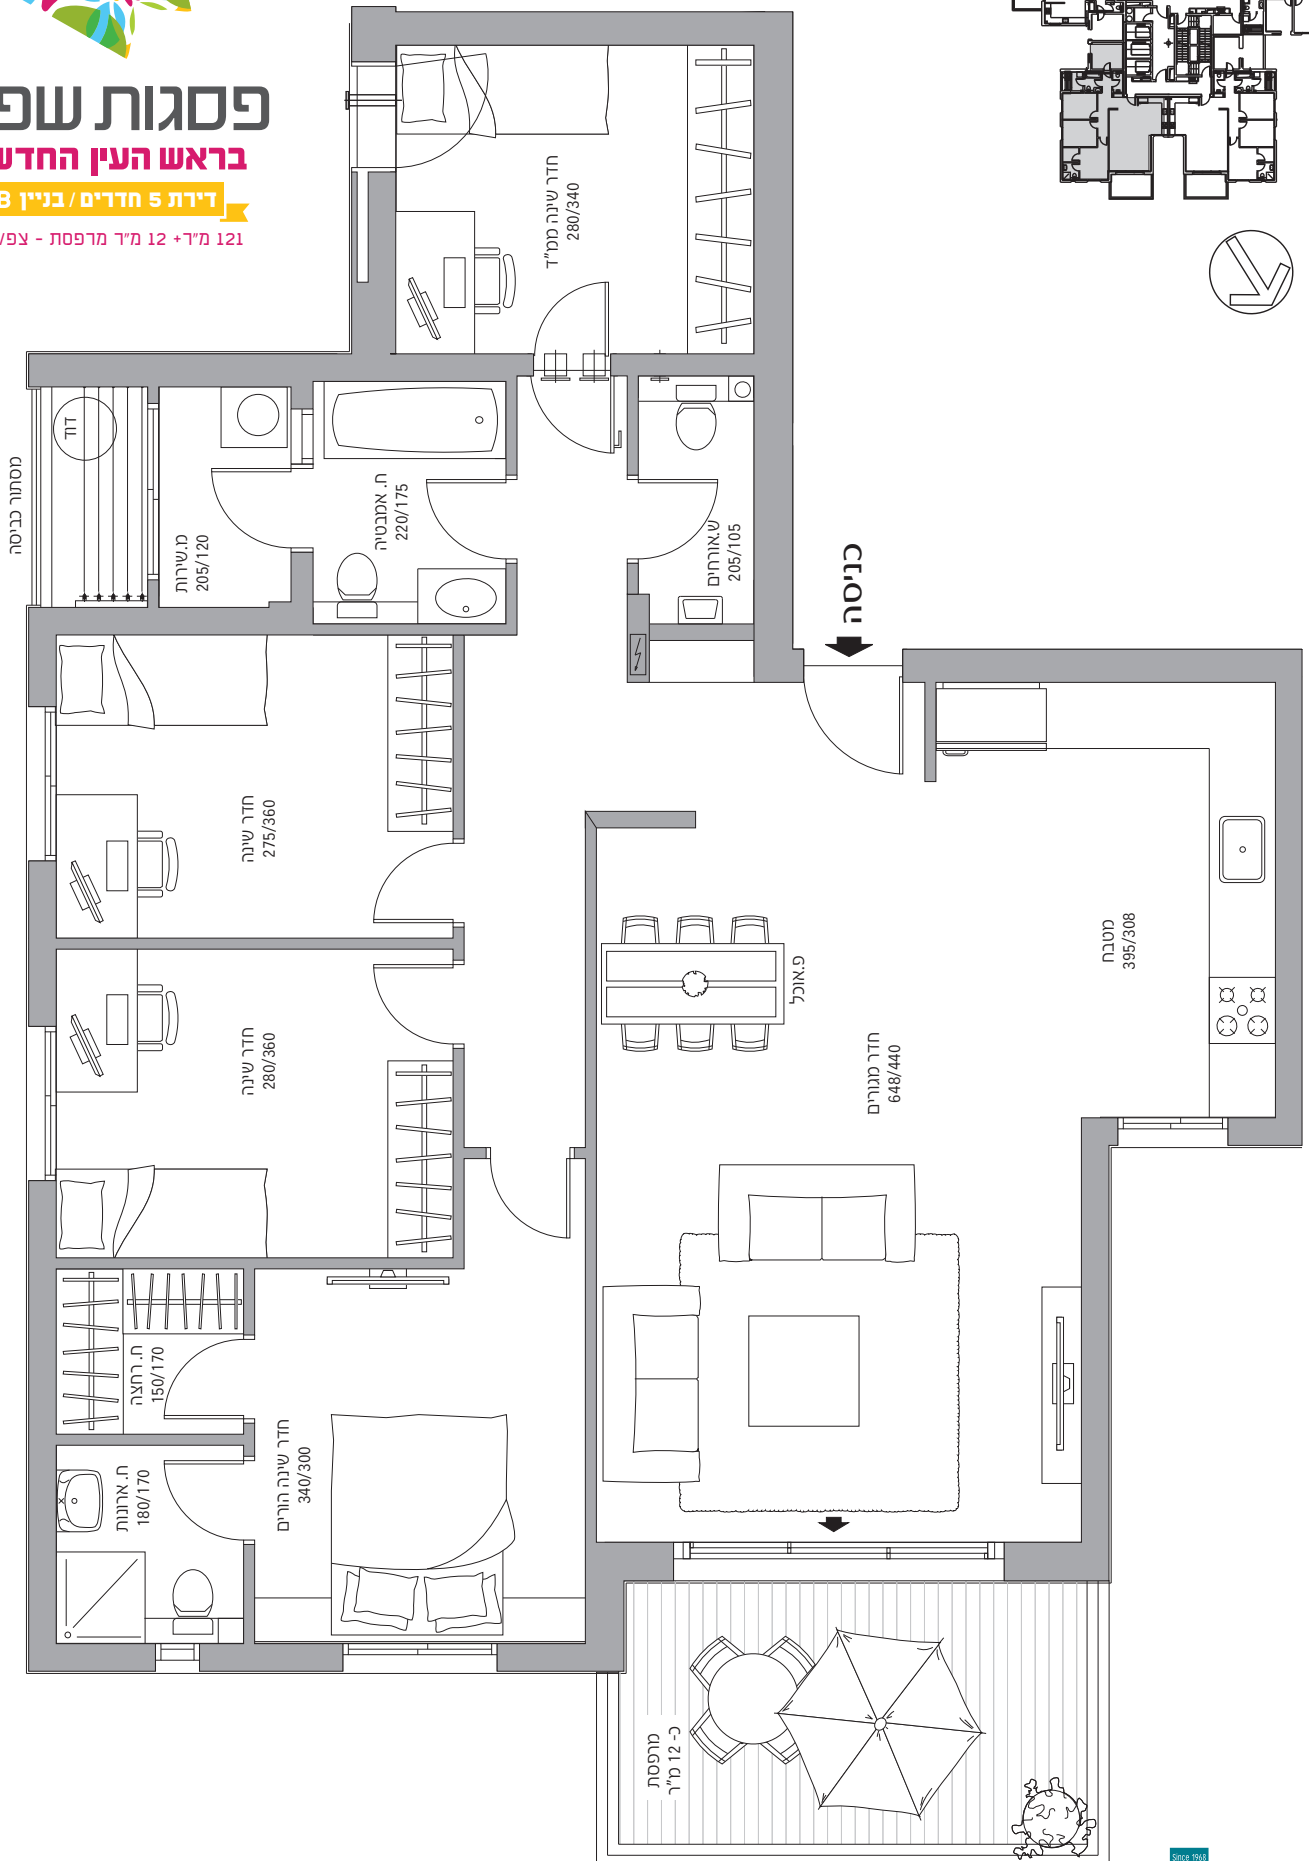 פסגות שפ
בראש העין החדש
דירת 5 חדרים / בניין B
121 מ״ר+ 12 מ״ר מרפסת - צפ/
חדר שינה ממ״ד
280/340
מסתור כביסה
דוד
מ.שירות
205/120
ח. אמבטיה
220/175
ש.אורחים
205/105
כניסה
חדר שינה
275/360
חדר שינה
280/360
פ.אוכל
מטבח
395/308
חדר מגורים
648/440
ח. רחצה
150/170
ח.ארונות
180/170
חדר שינה הורים
340/300
מרפסת
כ- 12 מ״ר
Since 1968